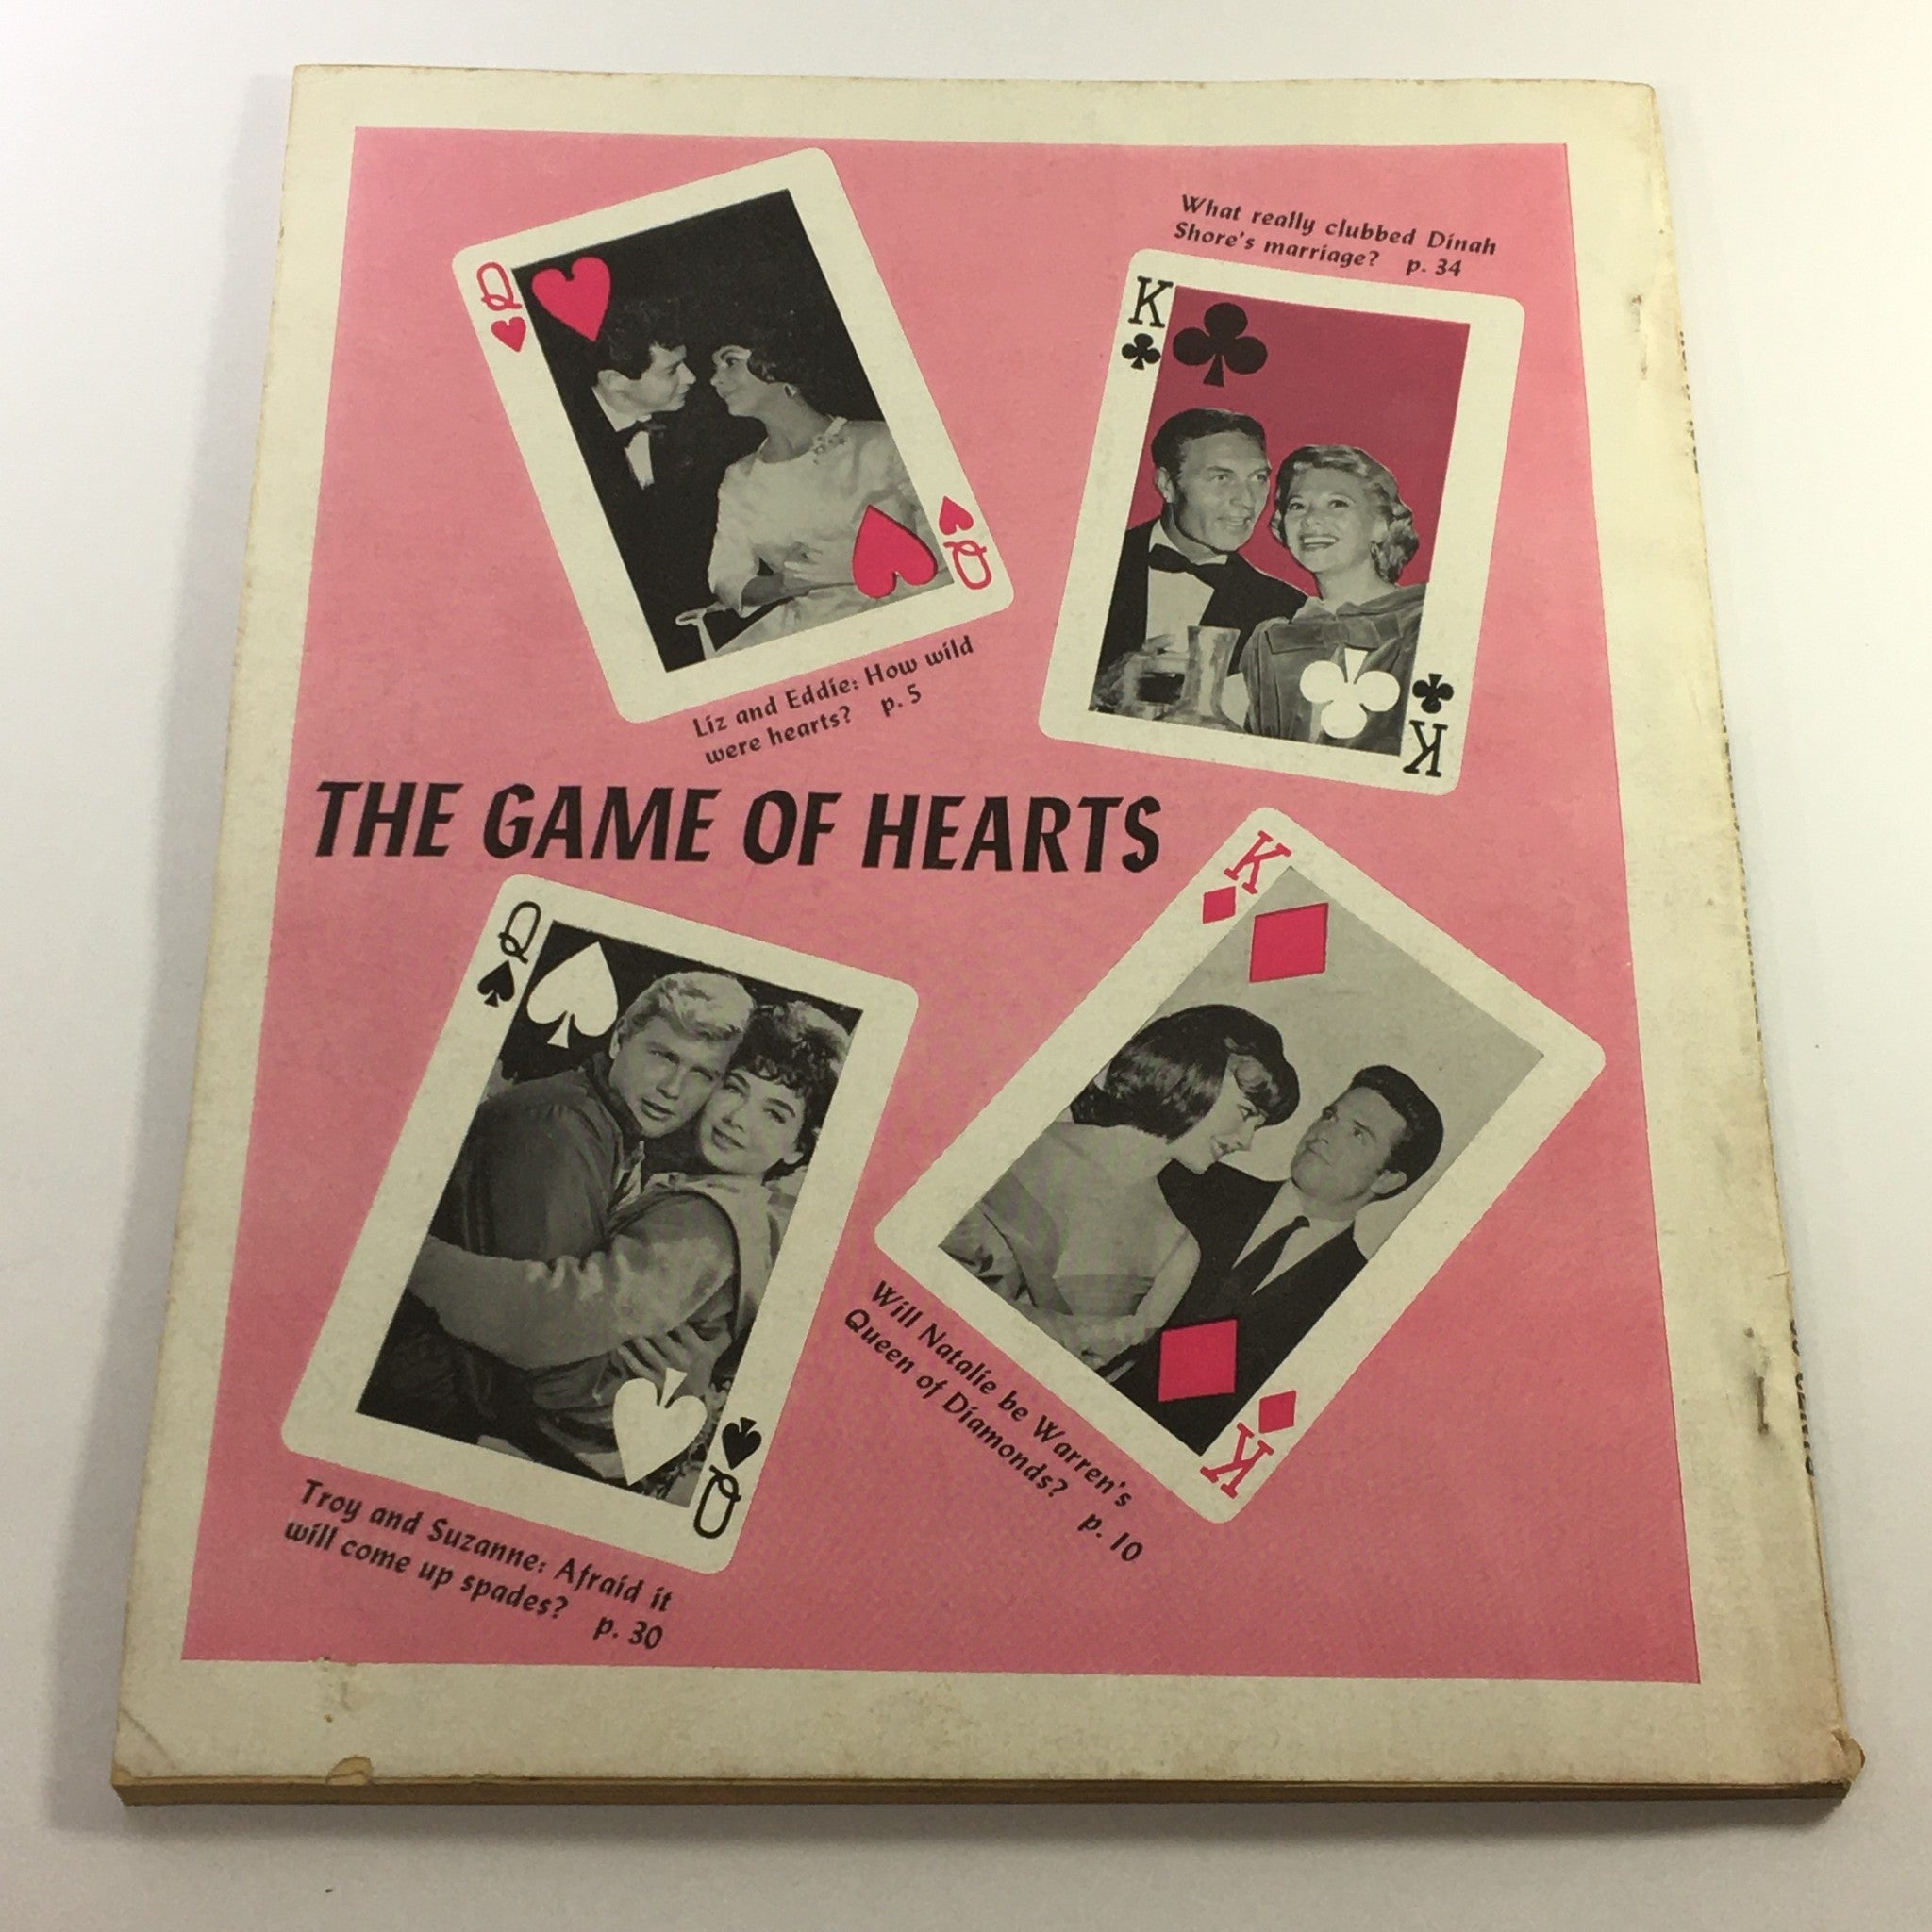 What really clubbed Dinah
Shore's marriage? p. 34
Q
Q
K
K
Liz and Eddie: How wild
were hearts? p. 5
THE GAME OF HEARTS
Q
Q
K
K
Troy and Suzanne: Afraid it
will come up spades? p. 30
Will Natalie be Warren's
Queen of Diamonds? p. 10